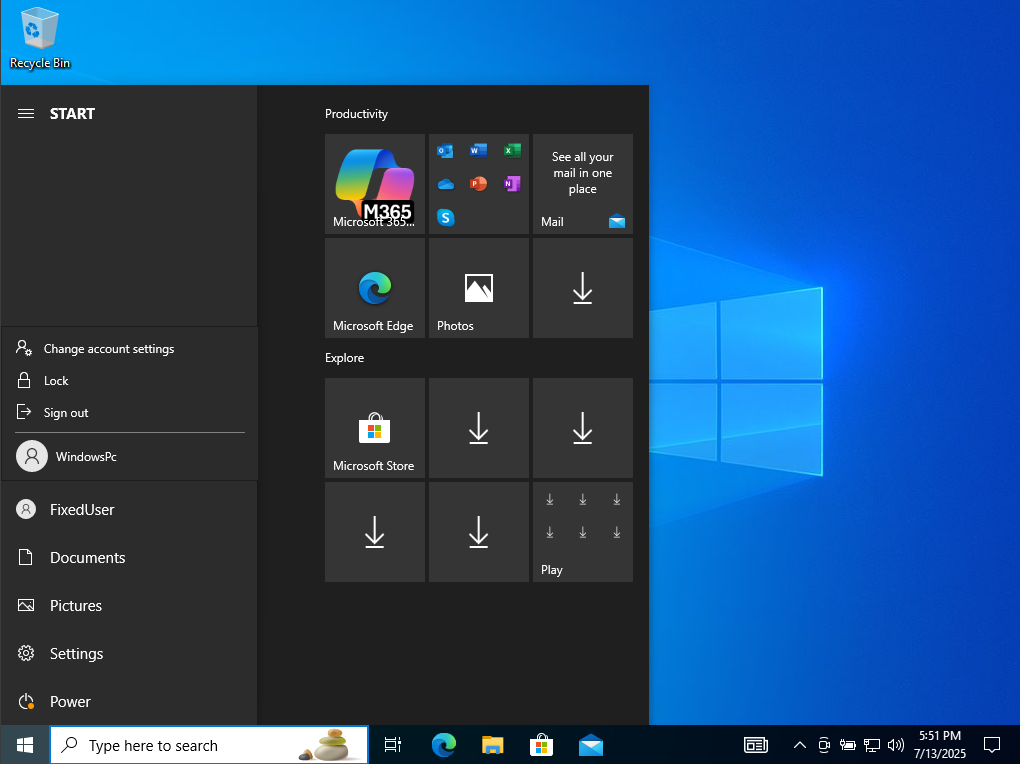 Recycle Bin
START
Productivity
M365
Microsoft 365...
See all your
mail in one
place
Mail
Microsoft Edge
Photos
Explore
Change account settings
Lock
Sign out
WindowsPc
Microsoft Store
FixedUser
Documents
Pictures
Settings
Power
Play
Type here to search
5:51 PM
7/13/2025